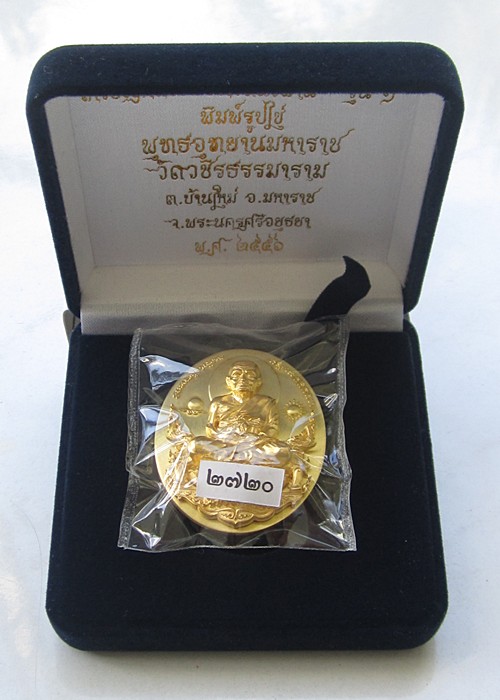 พิมพ์รูปไข่
พุทธอุทยานมหาราช
วัดวชิรธรรมาราม
ต.บ้านใหม่ อ.มหาราช
จ.พระนครศรีอยุธยา
พ.ศ. ๒๕๕๖
๒๗๒๐